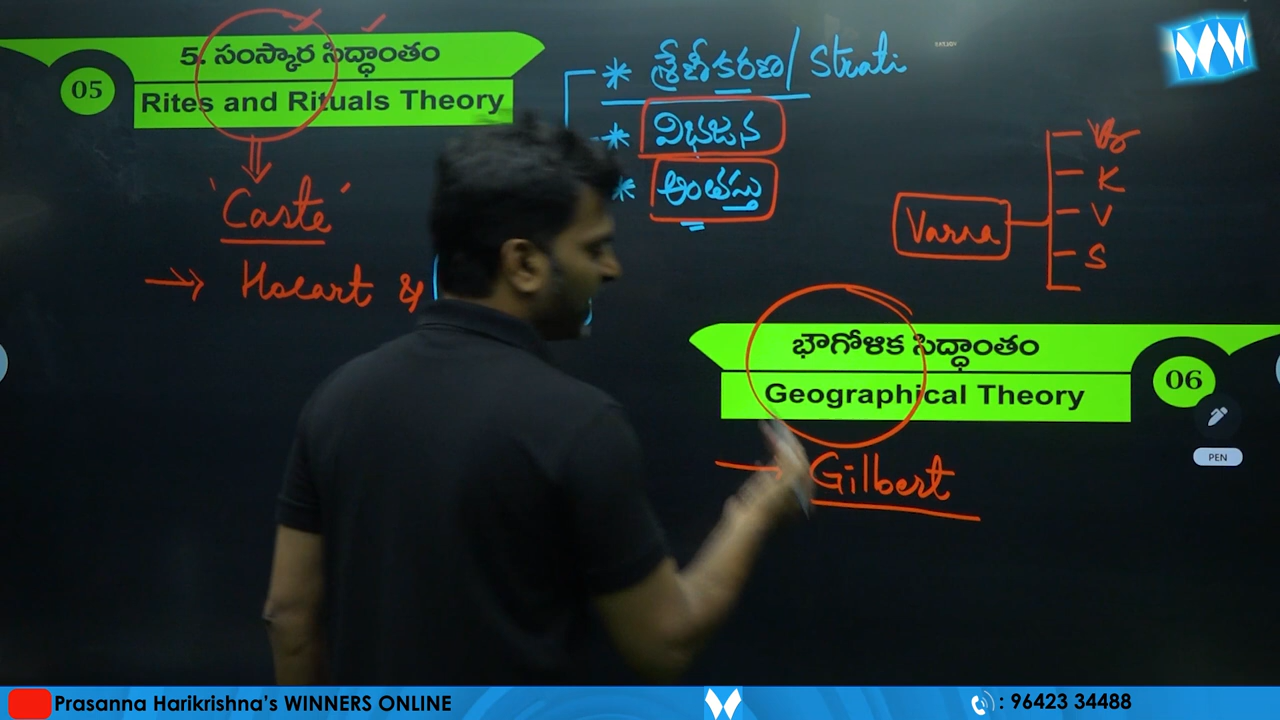 5. సంస్కార సిద్ధాంతం
05
Rites and Rituals Theory
'Caste'
Hocart &
* శ్రేణీకరణ / Strati
* విభజన
* అంతస్తు
Varna
Br
K
V
S
భౌగోళిక సిద్ధాంతం
Geographical Theory
06
PEN
Gilbert
Prasanna Harikrishna's WINNERS ONLINE
W
: 96423 34488